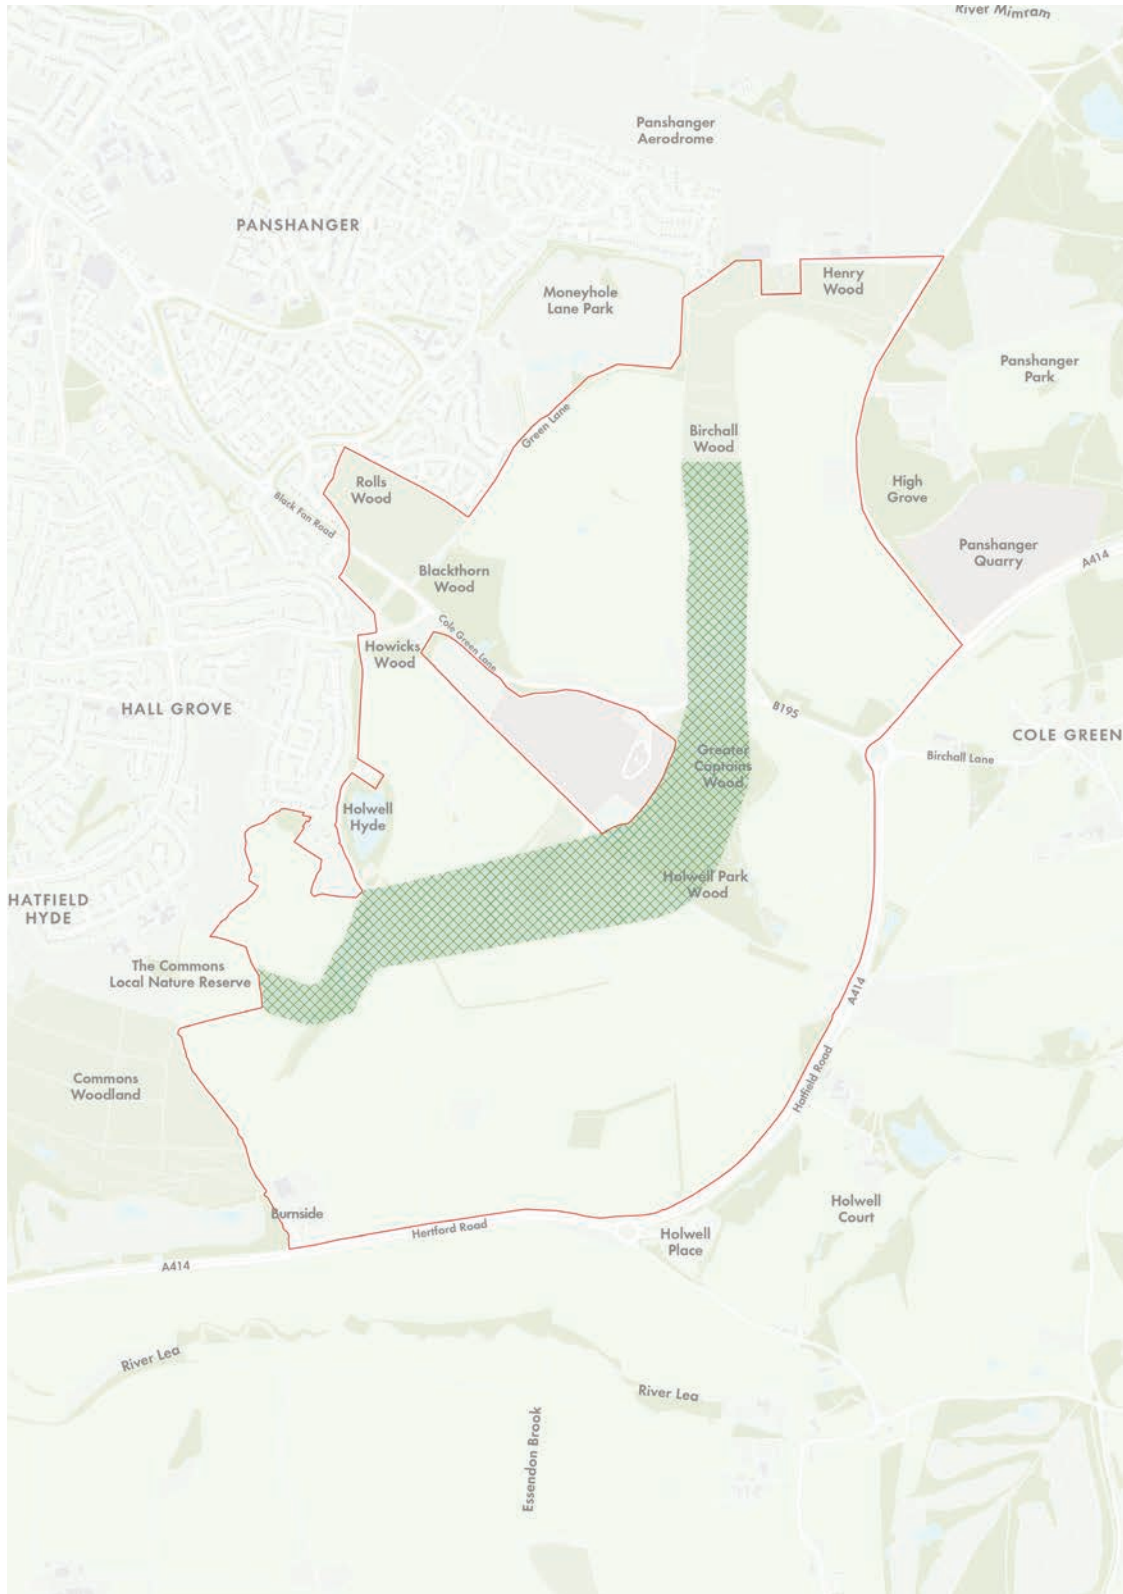 River Mimram
Panshanger
Aerodrome
PANSHANGER
Henry
Wood
Moneyhole
Lane Park
Panshanger
Park
Green Lane
Birchall
Wood
Rolls
Wood
High
Grove
Black Fan Road
Panshanger
Quarry
A414
Blackthorn
Wood
Cole Green Lane
Howicks
Wood
HALL GROVE
B195
COLE GREEN
Greater
Captains
Wood
Birchall Lane
Holwell
Hyde
Holwell Park
Wood
HATFIELD
HYDE
The Commons
Local Nature Reserve
A414
Commons
Woodland
Hatfield Road
Holwell
Court
Burnside
Hertford Road
Holwell
Place
A414
River Lea
River Lea
Essendon Brook